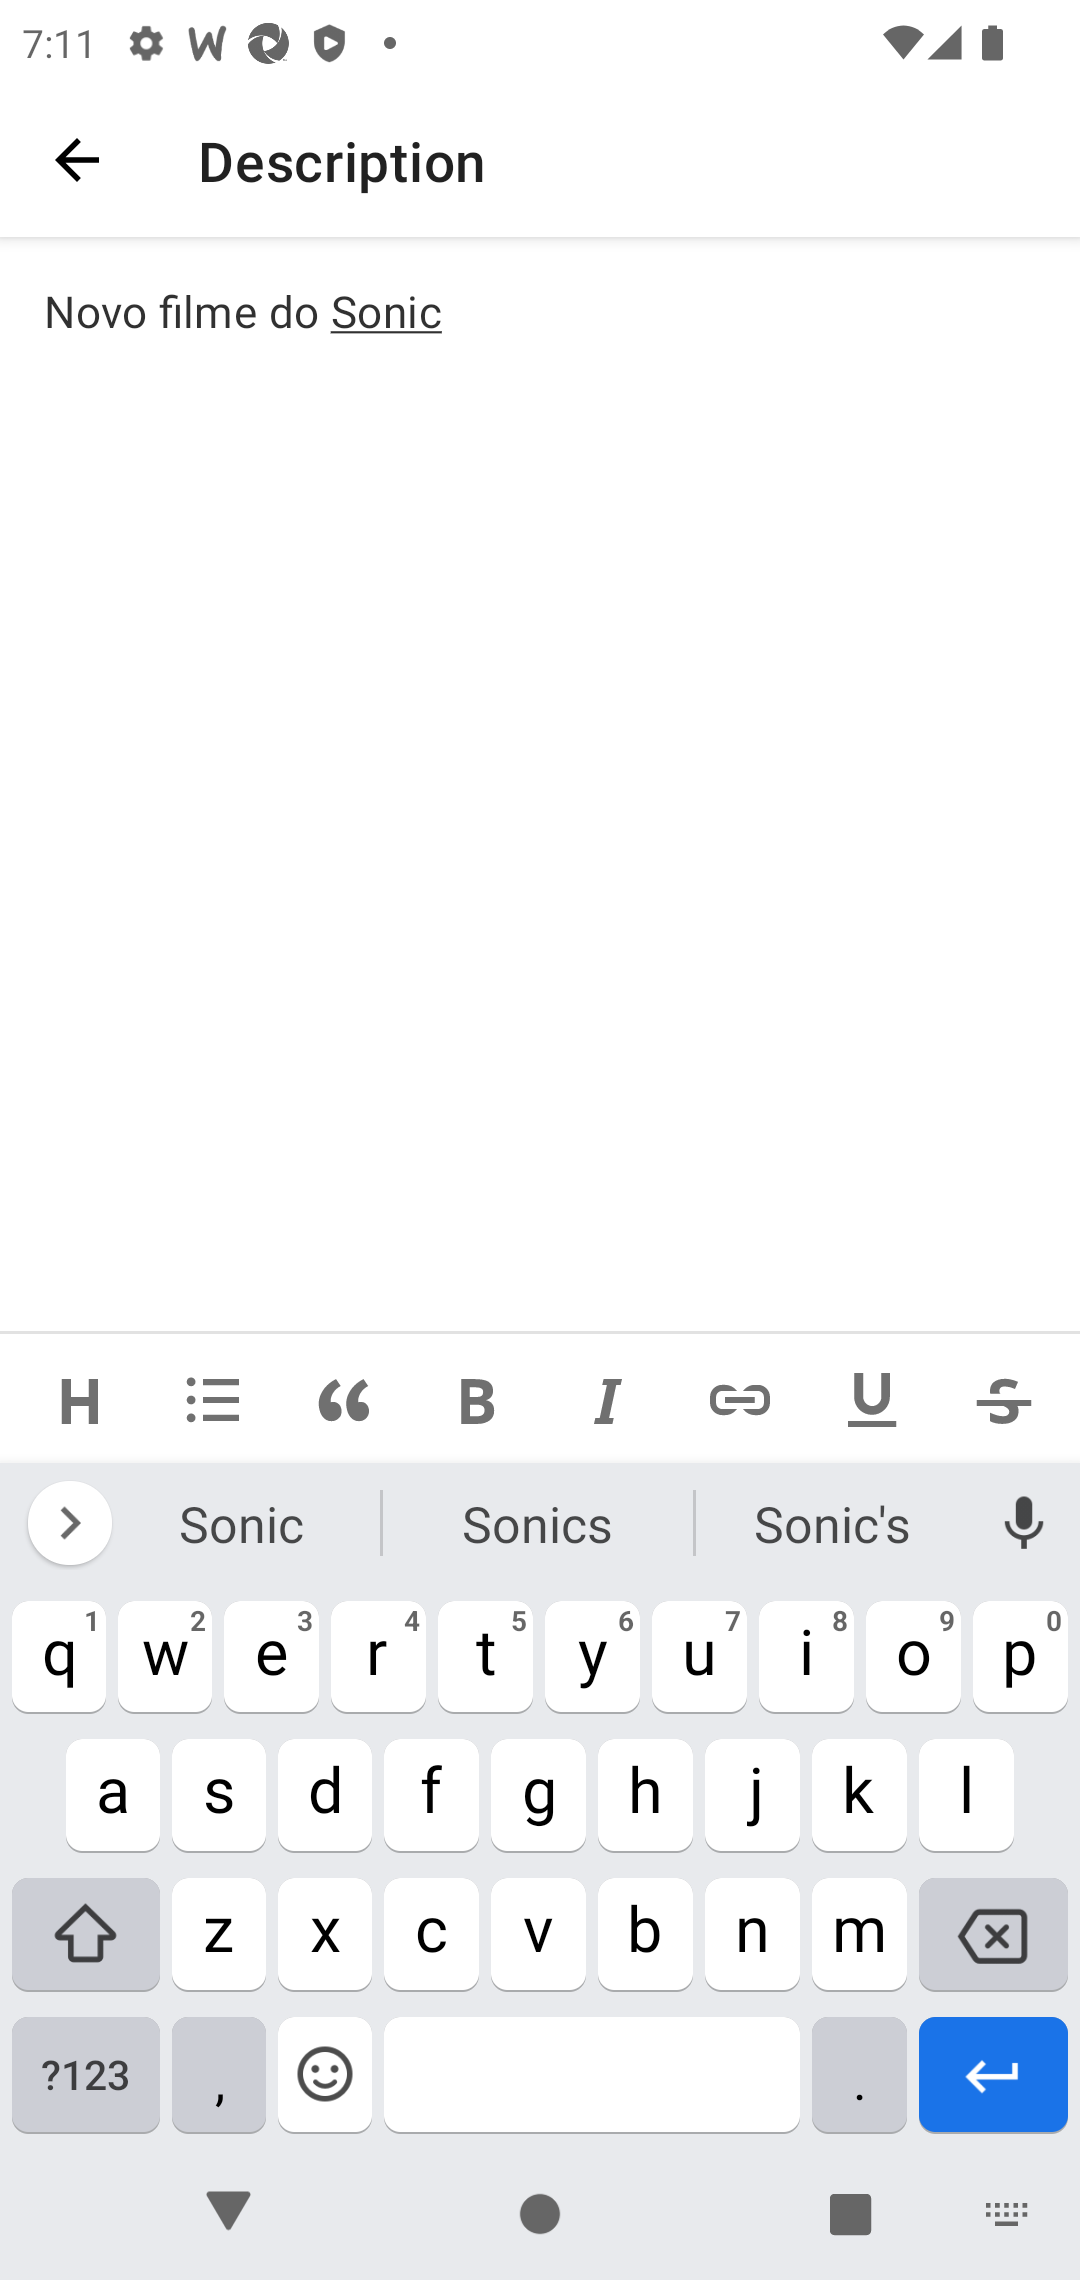 7:11
Description
Novo filme do Sonic
H B I U S
Sonic Sonics Sonic's
q1 w2 e3 r4 t5 y6 u7 i8 o9 p0
a s d f g h j k l
z x c v b n m
?123 , .